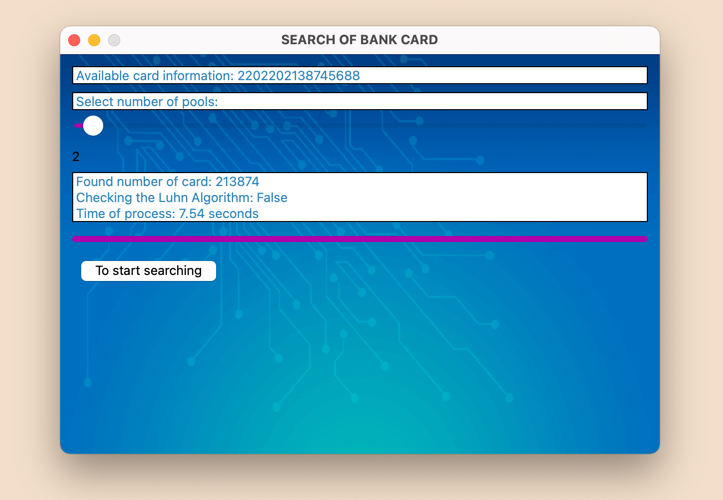 SEARCH OF BANK CARD
Available card information: 2202202138745688
Select number of pools:
2
Found number of card: 213874
Checking the Luhn Algorithm: False
Time of process: 7.54 seconds
To start searching